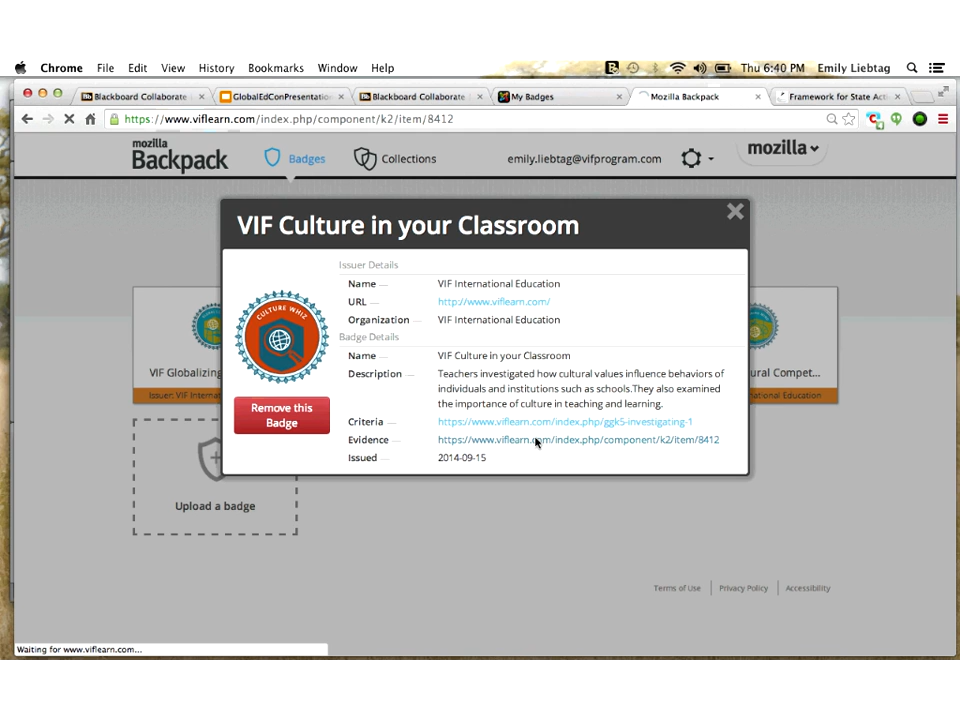 Chrome File Edit View History Bookmarks Window Help Thu 6:40 PM Emily Liebtag
Blackboard Collaborate GlobalEdConPresentatio Blackboard Collaborate My Badges Mozilla Backpack Framework for State Acti
https://www.viflearn.com/index.php/component/k2/item/8412
mozilla
Backpack Badges Collections emily.liebtag@vifprogram.com mozilla
VIF Culture in your Classroom
Issuer Details
Name — VIF International Education
URL — http://www.viflearn.com/
Organization — VIF International Education
Badge Details
Name — VIF Culture in your Classroom
Description — Teachers investigated how cultural values influence behaviors of
individuals and institutions such as schools.They also examined
the importance of culture in teaching and learning.
Criteria — https://www.viflearn.com/index.php/ggk5-investigating-1
Evidence — https://www.viflearn.com/index.php/component/k2/item/8412
Issued — 2014-09-15
CULTURE WHIZ
Remove this
Badge
VIF Globalizing
Issuer: VIF Internat
ural Compet...
national Education
Upload a badge
Terms of Use Privacy Policy Accessibility
Waiting for www.viflearn.com...